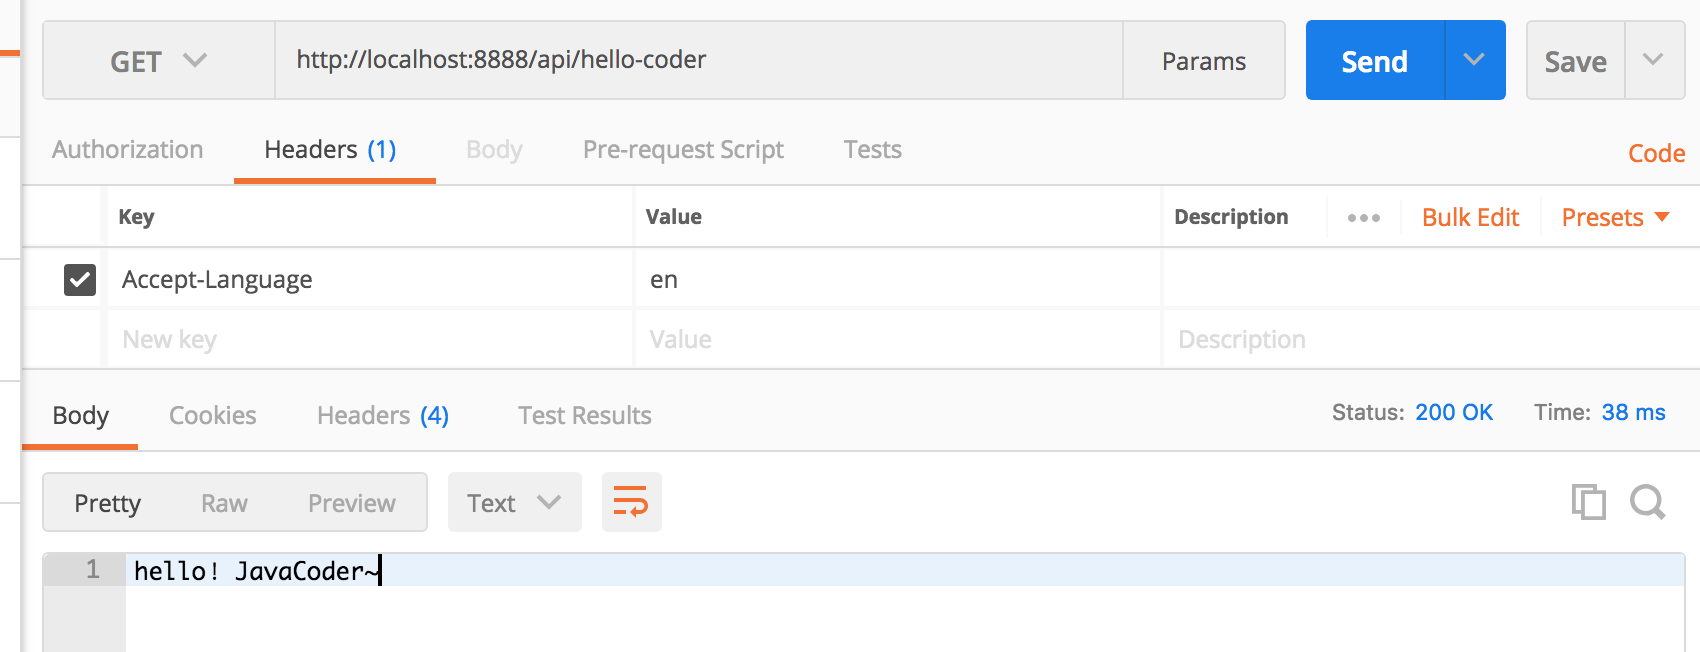 GET http://localhost:8888/api/hello-coder Params Send Save
Authorization Headers (1) Body Pre-request Script Tests Code
Key Value Description ••• Bulk Edit Presets
Accept-Language en
New key Value Description
Body Cookies Headers (4) Test Results Status: 200 OK Time: 38 ms
Pretty Raw Preview Text
1 hello! JavaCoder~